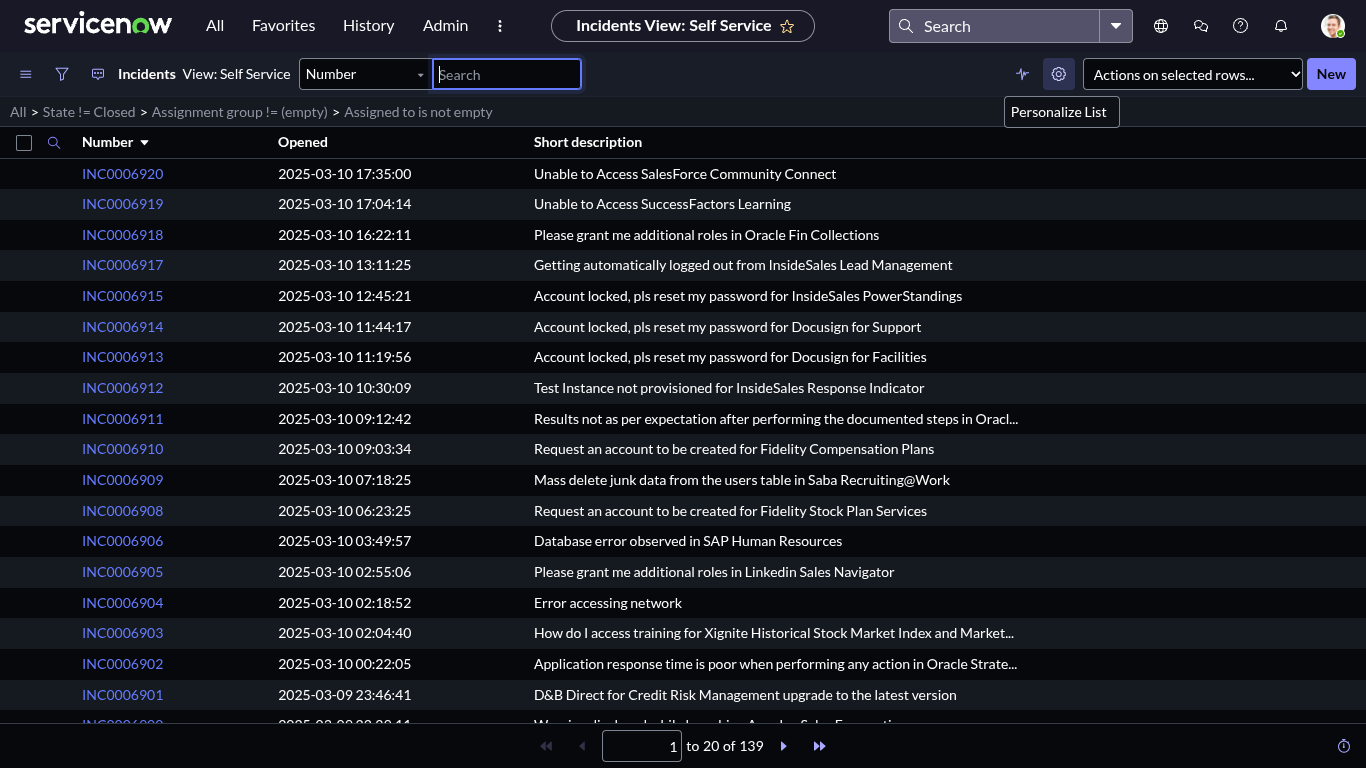 servicenow All Favorites History Admin Incidents View: Self Service Search
Incidents View: Self Service Number Search Actions on selected rows... New
All > State != Closed > Assignment group != (empty) > Assigned to is not empty
Personalize List
Number Opened Short description
INC0006920 2025-03-10 17:35:00 Unable to Access SalesForce Community Connect
INC0006919 2025-03-10 17:04:14 Unable to Access SuccessFactors Learning
INC0006918 2025-03-10 16:22:11 Please grant me additional roles in Oracle Fin Collections
INC0006917 2025-03-10 13:11:25 Getting automatically logged out from InsideSales Lead Management
INC0006915 2025-03-10 12:45:21 Account locked, pls reset my password for InsideSales PowerStandings
INC0006914 2025-03-10 11:44:17 Account locked, pls reset my password for Docusign for Support
INC0006913 2025-03-10 11:19:56 Account locked, pls reset my password for Docusign for Facilities
INC0006912 2025-03-10 10:30:09 Test Instance not provisioned for InsideSales Response Indicator
INC0006911 2025-03-10 09:12:42 Results not as per expectation after performing the documented steps in Oracl...
INC0006910 2025-03-10 09:03:34 Request an account to be created for Fidelity Compensation Plans
INC0006909 2025-03-10 07:18:25 Mass delete junk data from the users table in Saba Recruiting@Work
INC0006908 2025-03-10 06:23:25 Request an account to be created for Fidelity Stock Plan Services
INC0006906 2025-03-10 03:49:57 Database error observed in SAP Human Resources
INC0006905 2025-03-10 02:55:06 Please grant me additional roles in Linkedin Sales Navigator
INC0006904 2025-03-10 02:18:52 Error accessing network
INC0006903 2025-03-10 02:04:40 How do I access training for Xignite Historical Stock Market Index and Market...
INC0006902 2025-03-10 00:22:05 Application response time is poor when performing any action in Oracle Strate...
INC0006901 2025-03-09 23:46:41 D&B Direct for Credit Risk Management upgrade to the latest version
1 to 20 of 139